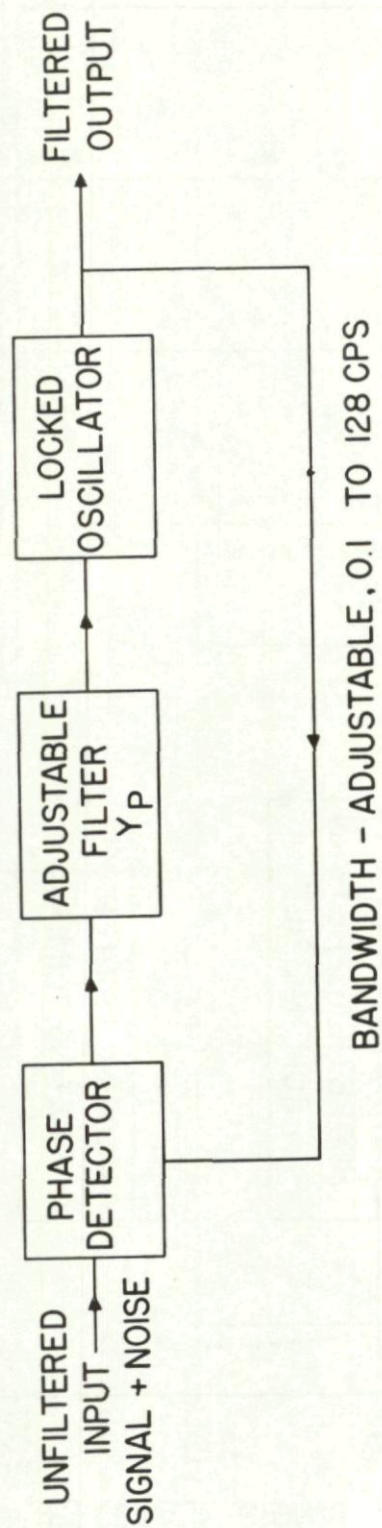 UNFILTERED
INPUT
SIGNAL + NOISE
PHASE
DETECTOR
ADJUSTABLE
FILTER
Y_P
LOCKED
OSCILLATOR
FILTERED
OUTPUT
BANDWIDTH - ADJUSTABLE, 0.1 TO 128 CPS